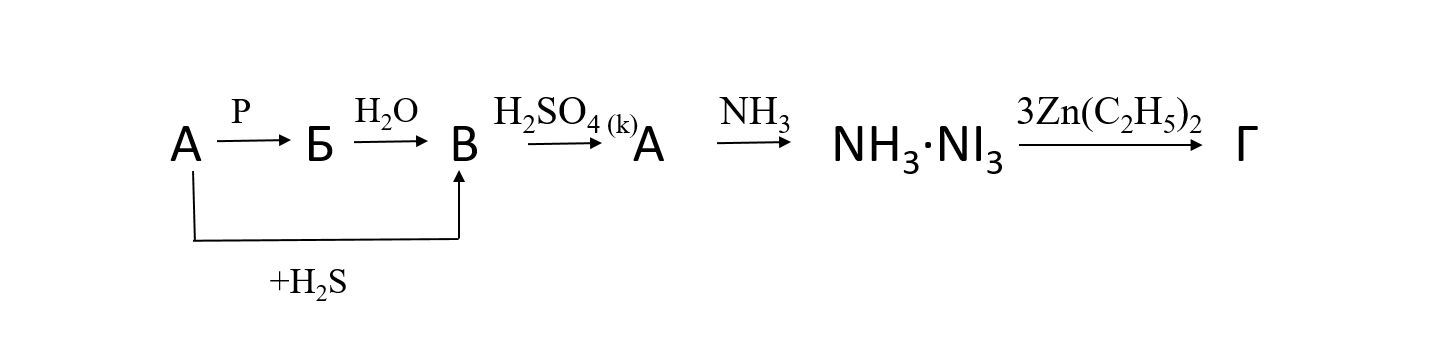 А P Б H₂O В H₂SO₄ (k) А NH₃ NH₃·NI₃ 3Zn(C₂H₅)₂ Г
+H₂S